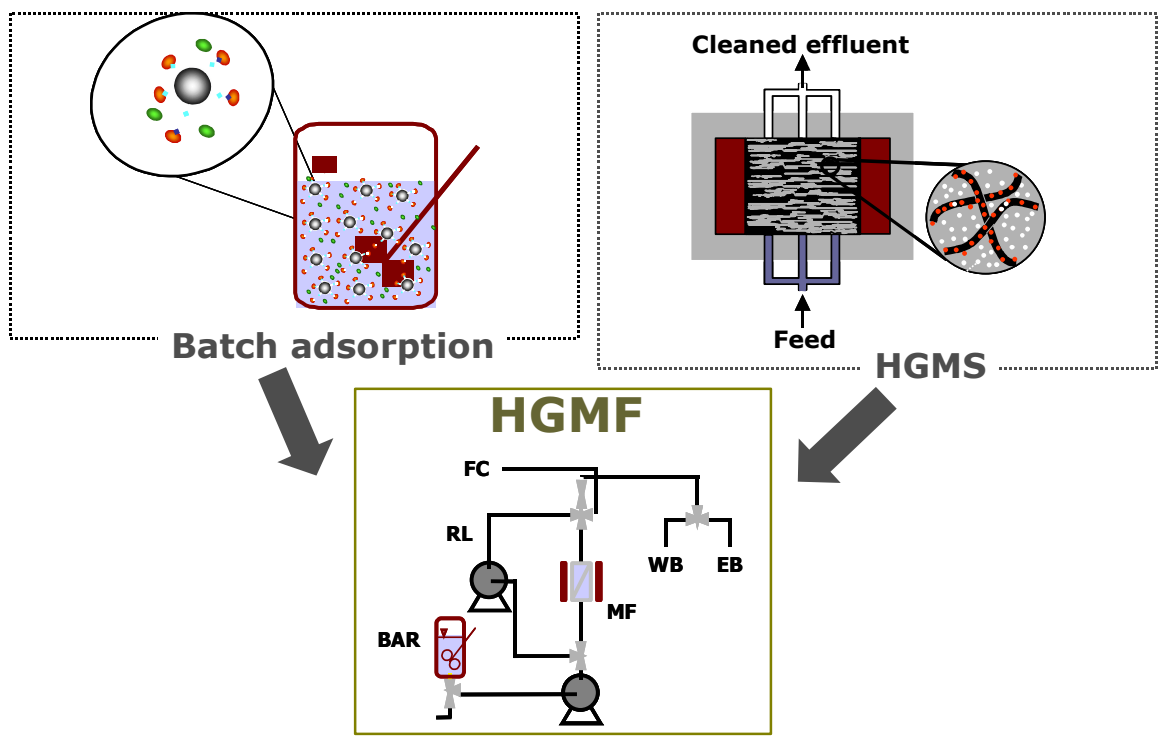 Cleaned effluent
Feed
Batch adsorption
HGMS
HGMF
FC
RL
WB
EB
MF
BAR